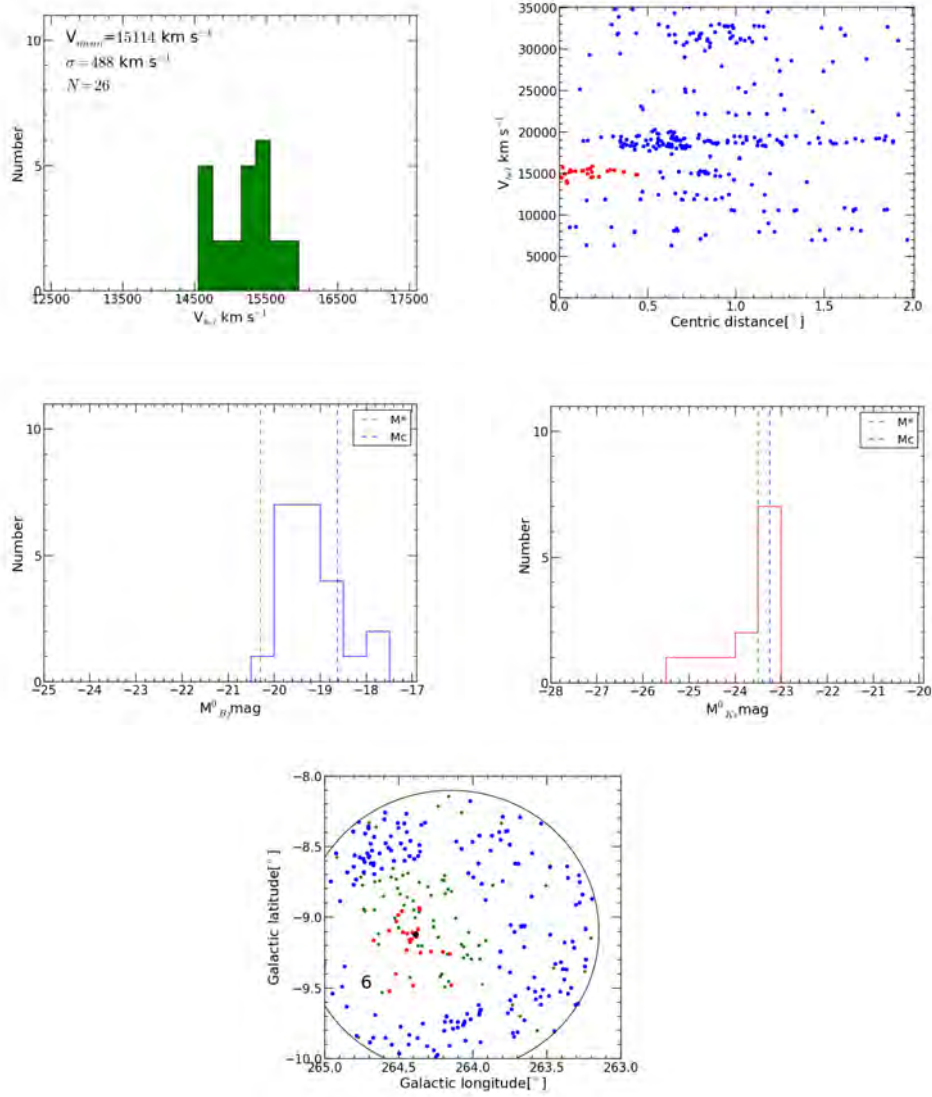 V_mean=15114 km s⁻¹
σ=488 km s⁻¹
N=26
10
5
0
Number
12500 13500 14500 15500 16500 17500
V_hel km s⁻¹
35000
30000
25000
20000
15000
10000
5000
0
V_hel km s⁻¹
0.0 0.5 1.0 1.5 2.0
Centric distance[°]
M*
Mc
10
5
0
Number
−25 −24 −23 −22 −21 −20 −19 −18 −17
M⁰_BJ mag
M*
Mc
10
5
0
Number
−28 −27 −26 −25 −24 −23 −22 −21 −20
M⁰_Ks mag
−8.0
−8.5
−9.0
−9.5
−10.0
Galactic latitude[°]
6
265.0 264.5 264.0 263.5 263.0
Galactic longitude[°]